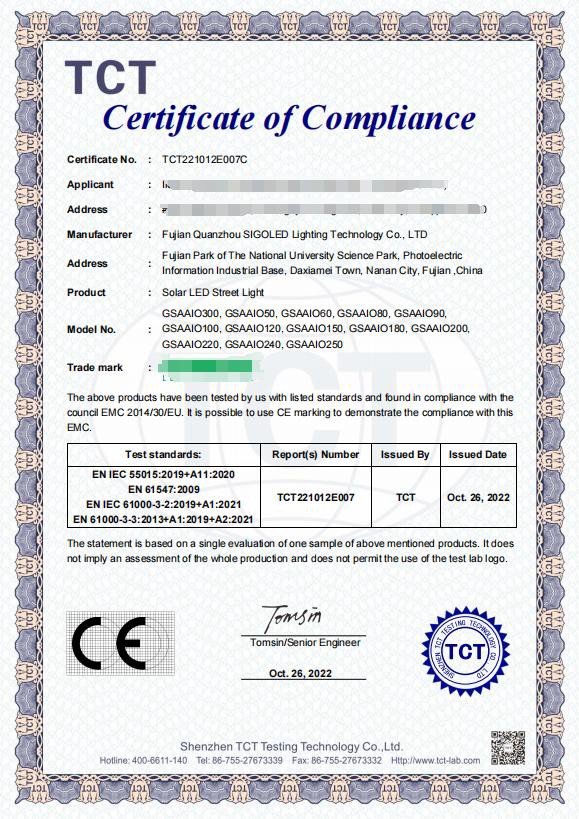 TCT
Certificate of Compliance
Certificate No. : TCT221012E007C
Applicant :
Address :
Manufacturer : Fujian Quanzhou SIGOLED Lighting Technology Co., LTD
Address : Fujian Park of The National University Science Park, Photoelectric
Information Industrial Base, Daxiamei Town, Nanan City, Fujian ,China
Product : Solar LED Street Light
Model No. : GSAAIO300, GSAAIO50, GSAAIO60, GSAAIO80, GSAAIO90,
GSAAIO100, GSAAIO120, GSAAIO150, GSAAIO180, GSAAIO200,
GSAAIO220, GSAAIO240, GSAAIO250
Trade mark :
The above products have been tested by us with listed standards and found in compliance with the
council EMC 2014/30/EU. It is possible to use CE marking to demonstrate the compliance with this
EMC.
Test standards: Report(s) Number Issued By Issued Date
EN IEC 55015:2019+A11:2020
EN 61547:2009
EN IEC 61000-3-2:2019+A1:2021
EN 61000-3-3:2013+A1:2019+A2:2021
TCT221012E007 TCT Oct. 26, 2022
The statement is based on a single evaluation of one sample of above mentioned products. It does
not imply an assessment of the whole production and does not permit the use of the test lab logo.
CE
Tomsin
Tomsin/Senior Engineer
Oct. 26, 2022
SHENZHEN TCT TESTING TECHNOLOGY CO., LTD
TCT
Shenzhen TCT Testing Technology Co.,Ltd.
Hotline: 400-6611-140 Tel: 86-755-27673339 Fax: 86-755-27673332 Http://www.tct-lab.com